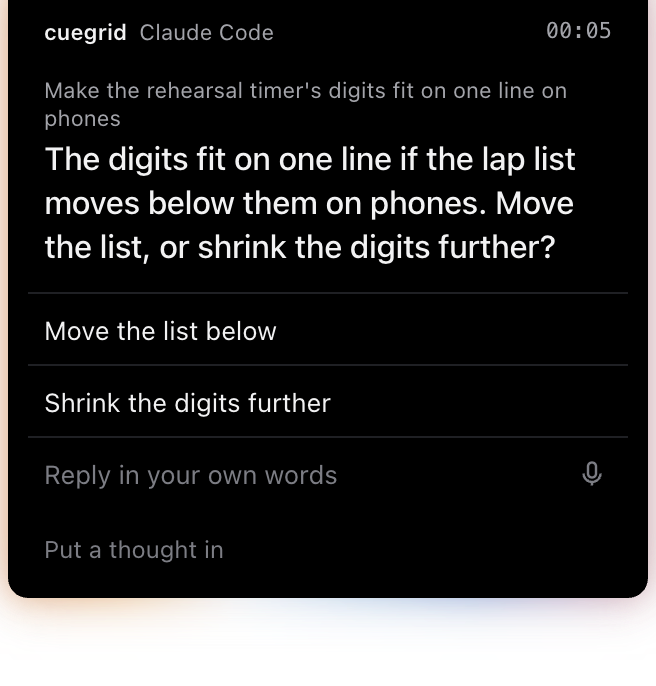 cuegrid Claude Code 00:05
Make the rehearsal timer's digits fit on one line on
phones
The digits fit on one line if the lap list
moves below them on phones. Move
the list, or shrink the digits further?
Move the list below
Shrink the digits further
Reply in your own words
Put a thought in